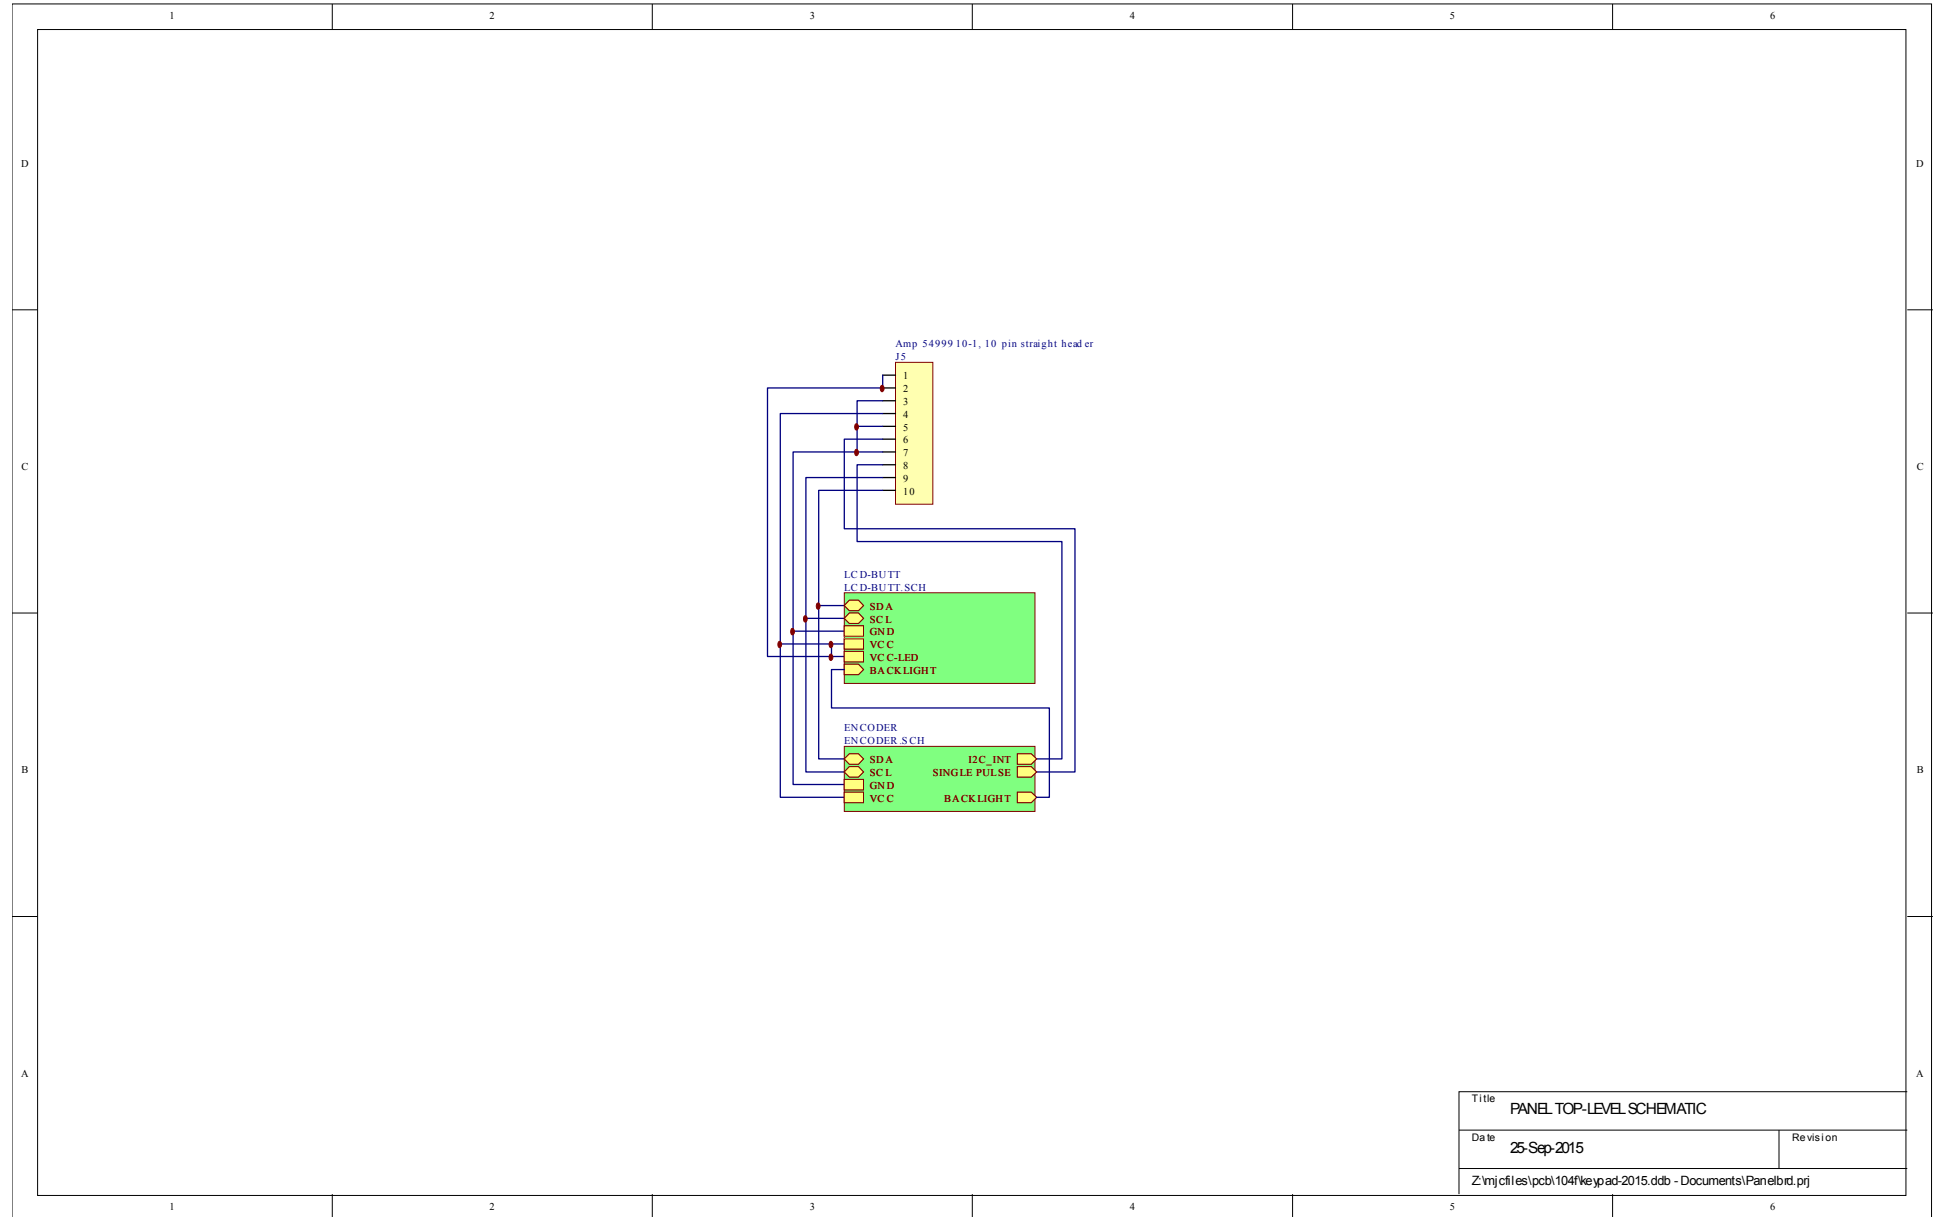 1 2 3 4 5 6
D D
Amp 5499910-1, 10 pin straight header
J5
1
2
3
4
5
6
7
8
9
10
C C
LCD-BUTT
LCD-BUTT.SCH
SDA
SCL
GND
VCC
VCC-LED
BACKLIGHT
ENCODER
ENCODER.SCH
SDA I2C_INT
SCL SINGLE PULSE
GND
VCC BACKLIGHT
B B
A A
Title PANEL TOP-LEVEL SCHEMATIC
Date 25-Sep-2015 Revision
Z:\mjcfiles\pcb\104f\keypad-2015.ddb - Documents\Panelbrd.prj
1 2 3 4 5 6